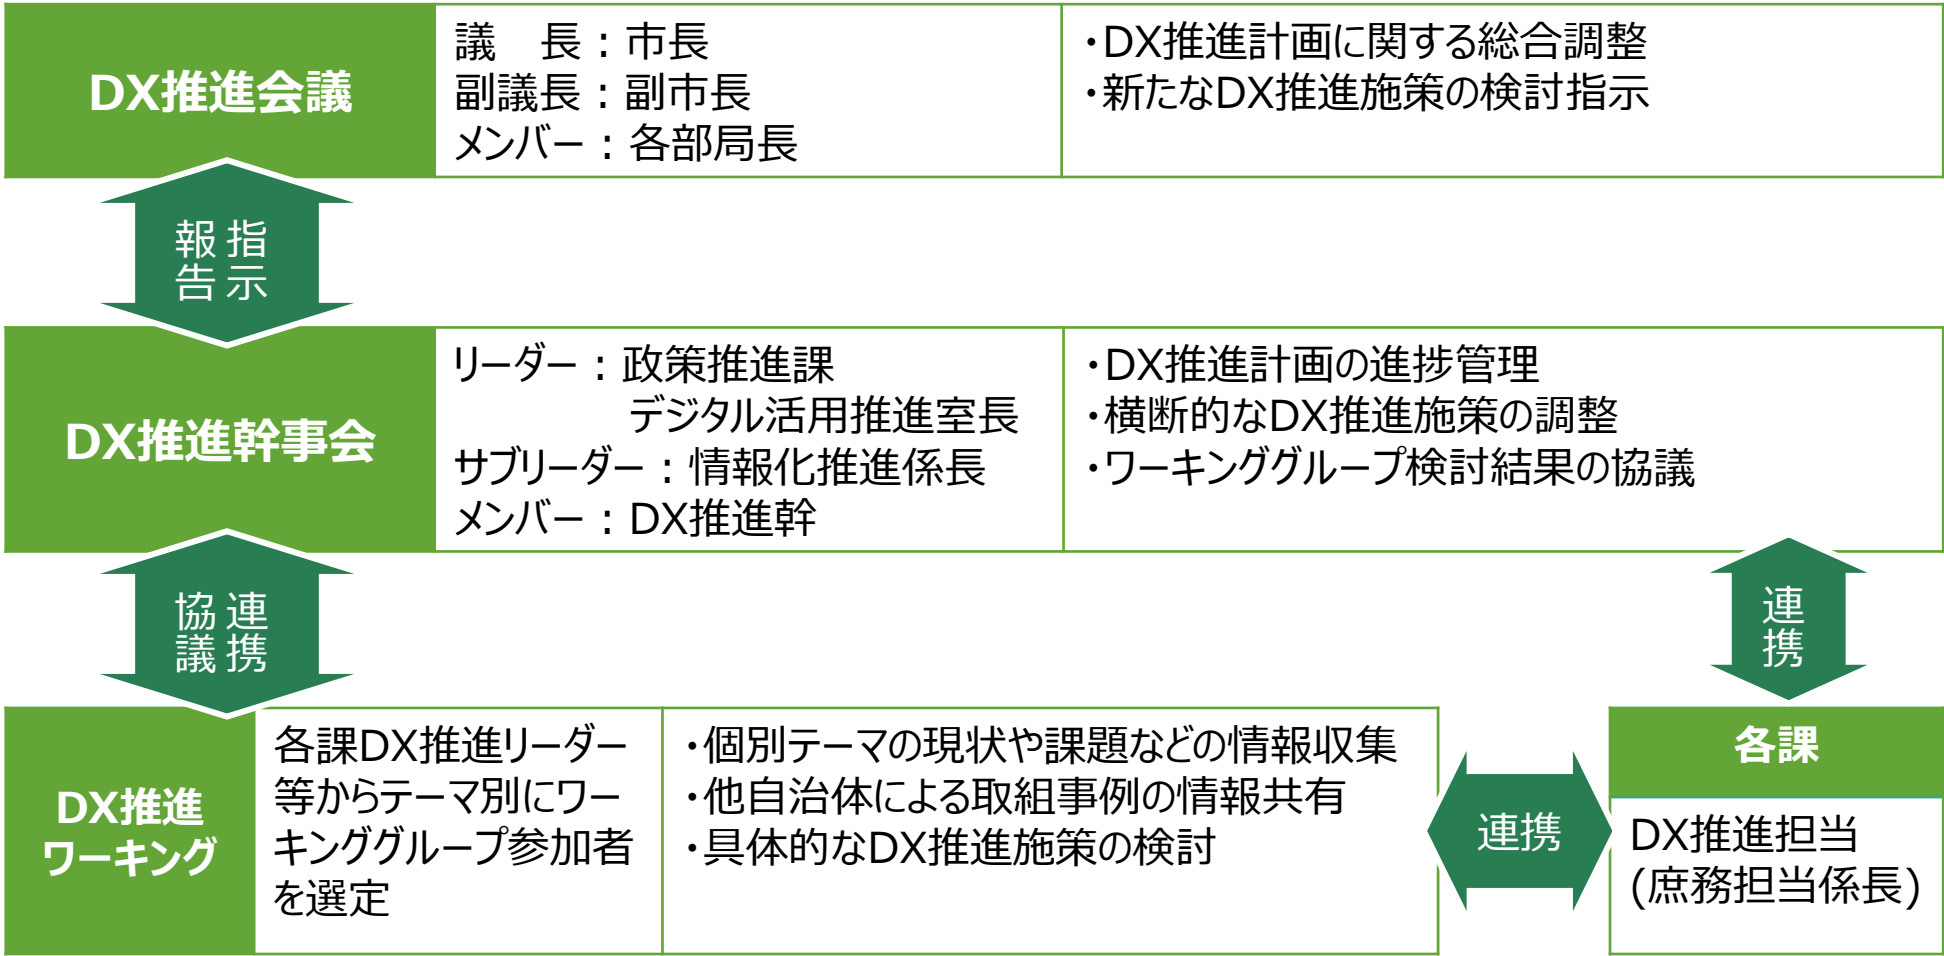 DX推進会議
議　長：市長
副議長：副市長
メンバー：各部局長
・DX推進計画に関する総合調整
・新たなDX推進施策の検討指示
指示
報告
DX推進幹事会
リーダー：政策推進課
デジタル活用推進室長
サブリーダー：情報化推進係長
メンバー：DX推進幹
・DX推進計画の進捗管理
・横断的なDX推進施策の調整
・ワーキンググループ検討結果の協議
連携
協議
連携
DX推進
ワーキング
各課DX推進リーダー
等からテーマ別にワー
キンググループ参加者
を選定
・個別テーマの現状や課題などの情報収集
・他自治体による取組事例の情報共有
・具体的なDX推進施策の検討
連携
各課
DX推進担当
(庶務担当係長)